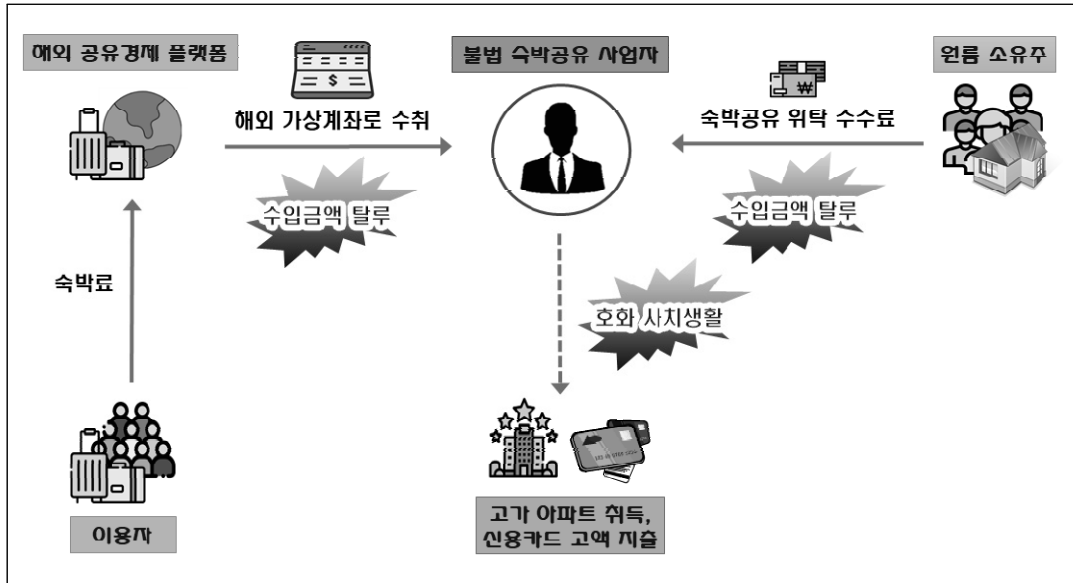 해외 공유경제 플랫폼
불법 숙박공유 사업자
원룸 소유주
$
₩
해외 가상계좌로 수취
숙박공유 위탁 수수료
수입금액 탈루
수입금액 탈루
숙박료
호화 사치생활
이용자
고가 아파트 취득,
신용카드 고액 지출